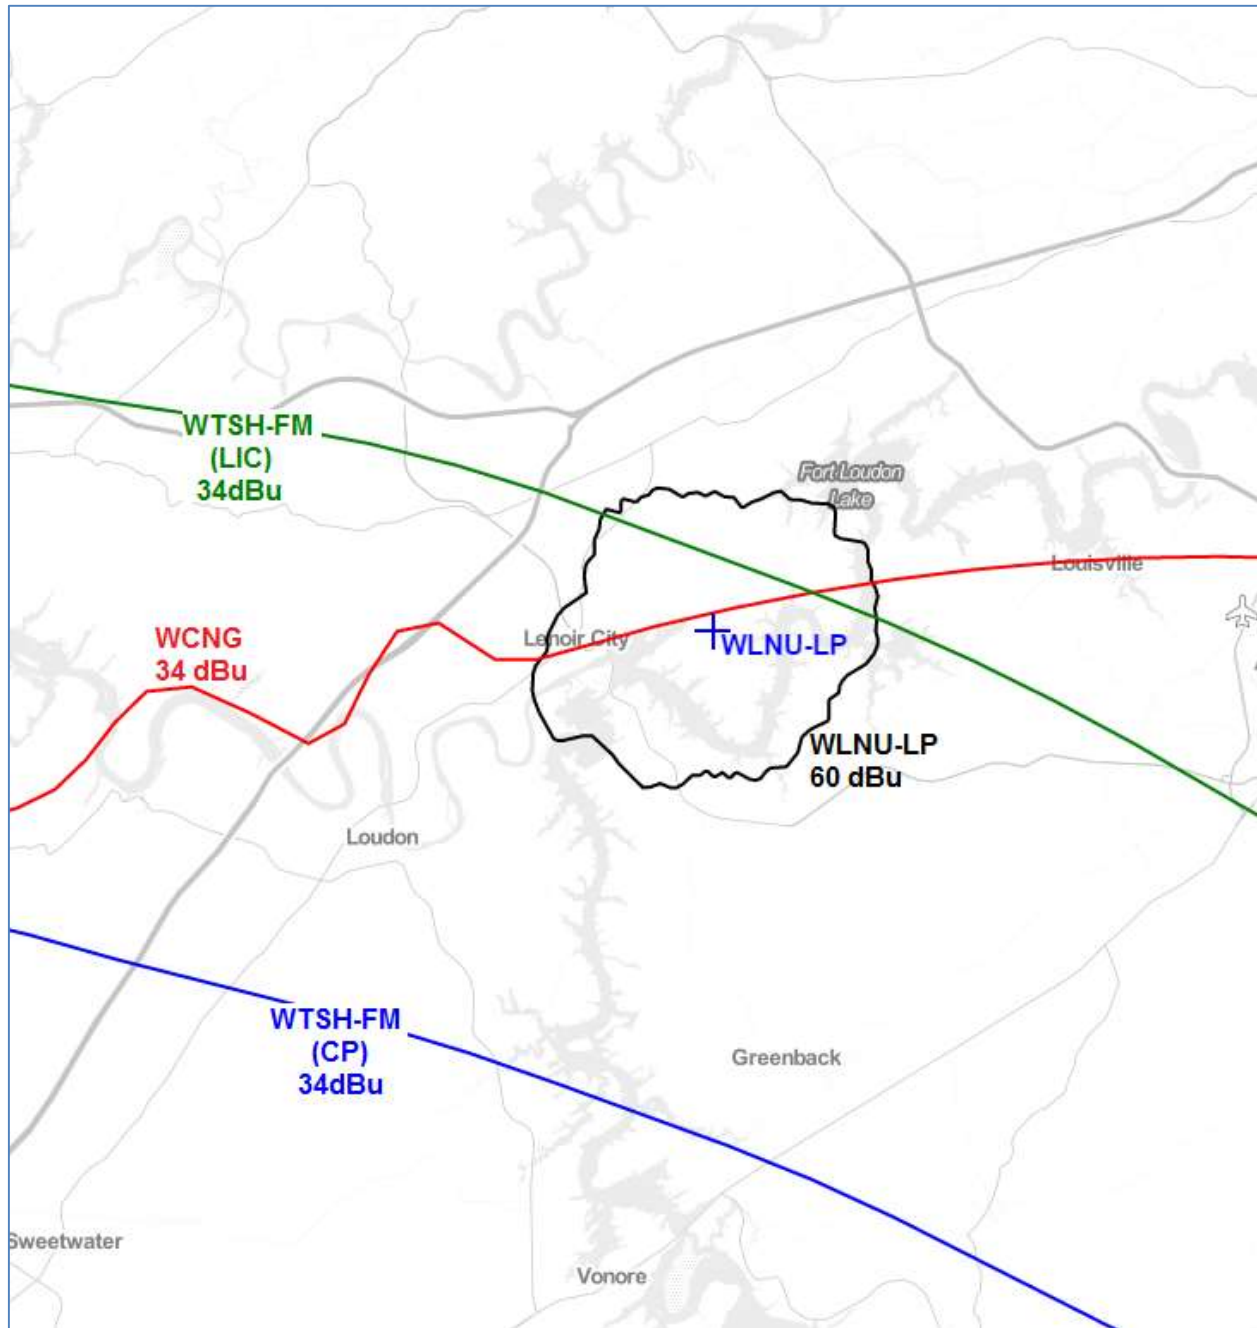 WTSH-FM
(LIC)
34dBu
Fort Loudon
Lake
Louisville
WCNG
34 dBu
Lenoir City
WLNU-LP
WLNU-LP
60 dBu
Loudon
WTSH-FM
(CP)
34dBu
Greenback
Sweetwater
Vonore